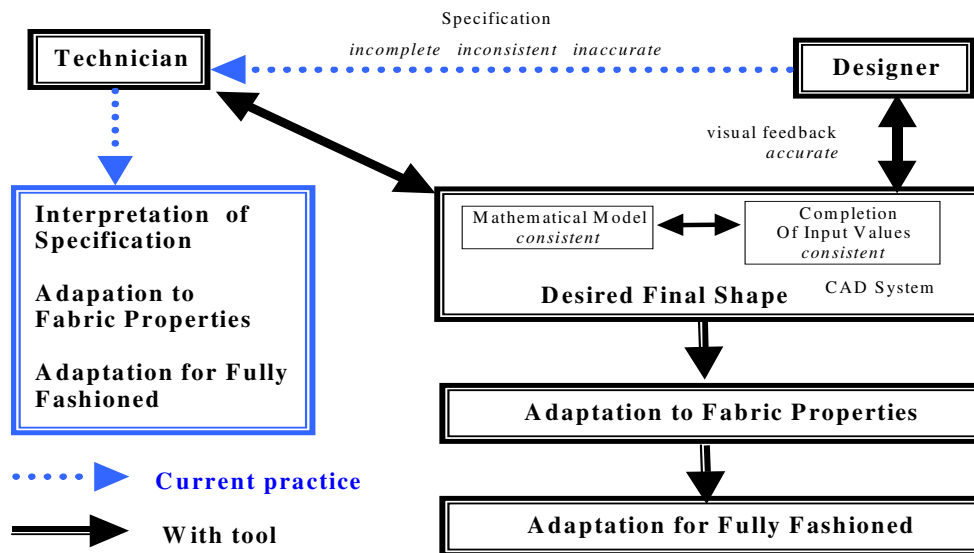 Specification
incomplete inconsistent inaccurate
Technician
Designer
visual feedback
accurate
Interpretation of
Specification
Adapation to
Fabric Properties
Adaptation for Fully
Fashioned
Mathematical Model
consistent
Completion
Of Input Values
consistent
CAD System
Desired Final Shape
Adaptation to Fabric Properties
Adaptation for Fully Fashioned
Current practice
With tool